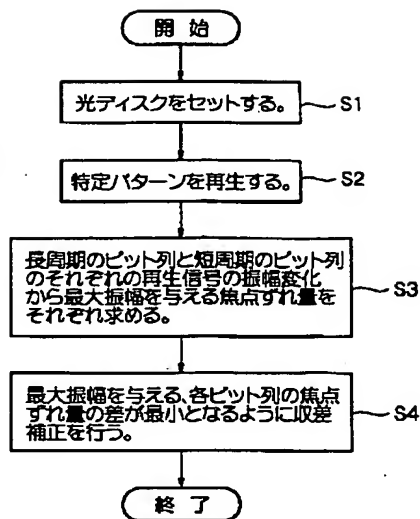 開 始
光ディスクをセットする。
S1
特定パターンを再生する。
S2
長周期のピット列と短周期のピット列
のそれぞれの再生信号の振幅変化
から最大振幅を与える焦点ずれ量を
それぞれ求める。
S3
最大振幅を与える、各ピット列の焦点
ずれ量の差が最小となるように収差
補正を行う。
S4
終 了